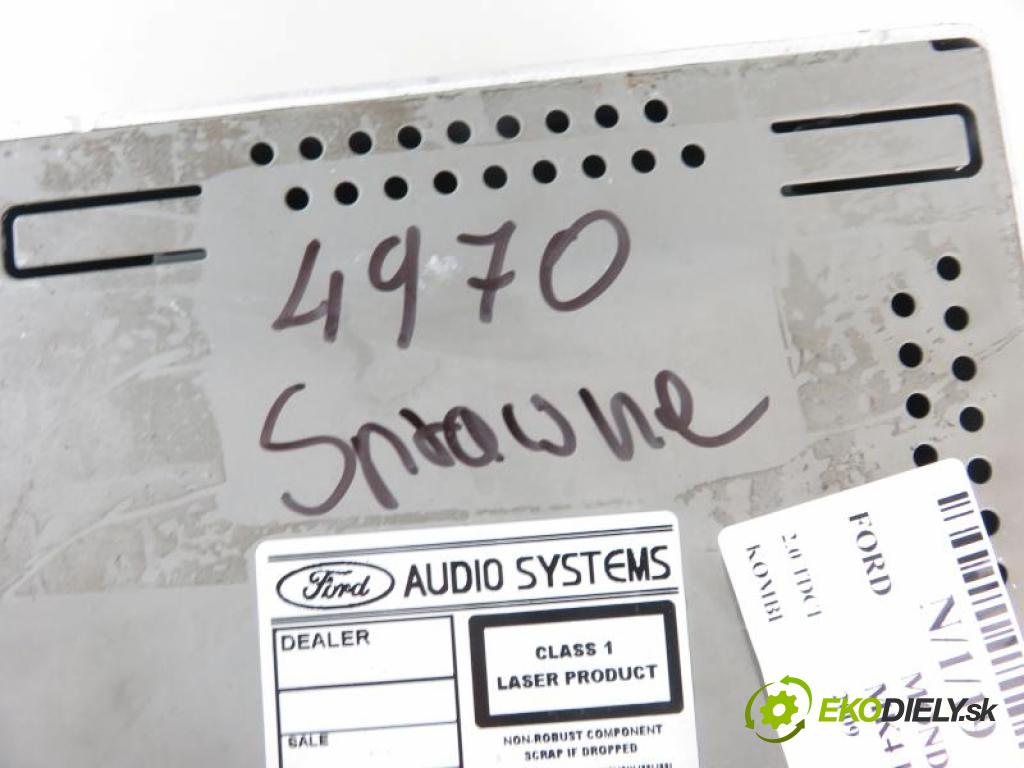 4970
Sprawne
Ford AUDIO SYSTEMS
DEALER
SALE
CLASS 1
LASER PRODUCT
NON-ROBUST COMPONENT
SCRAP IF DROPPED
FORD
2.0 TDCI
KOMBI
EKODIELY.sk